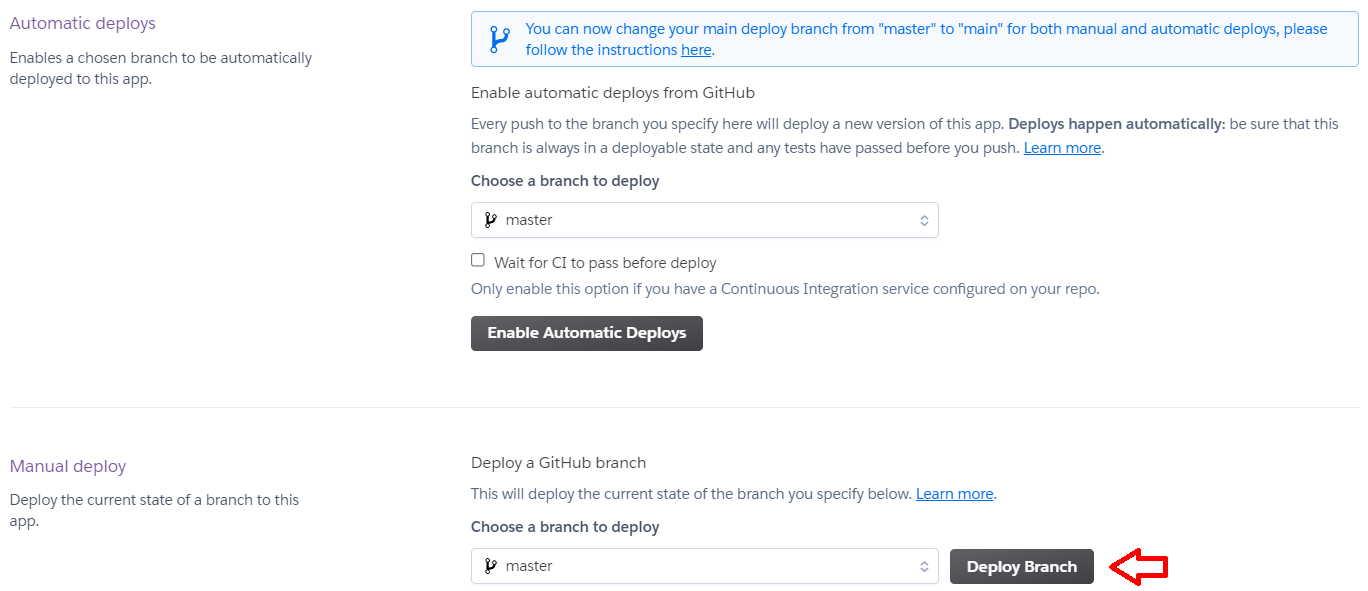 Automatic deploys
Enables a chosen branch to be automatically
deployed to this app.
You can now change your main deploy branch from "master" to "main" for both manual and automatic deploys, please
follow the instructions here.
Enable automatic deploys from GitHub
Every push to the branch you specify here will deploy a new version of this app. Deploys happen automatically: be sure that this
branch is always in a deployable state and any tests have passed before you push. Learn more.
Choose a branch to deploy
master
Wait for CI to pass before deploy
Only enable this option if you have a Continuous Integration service configured on your repo.
Enable Automatic Deploys
Manual deploy
Deploy the current state of a branch to this
app.
Deploy a GitHub branch
This will deploy the current state of the branch you specify below. Learn more.
Choose a branch to deploy
master
Deploy Branch